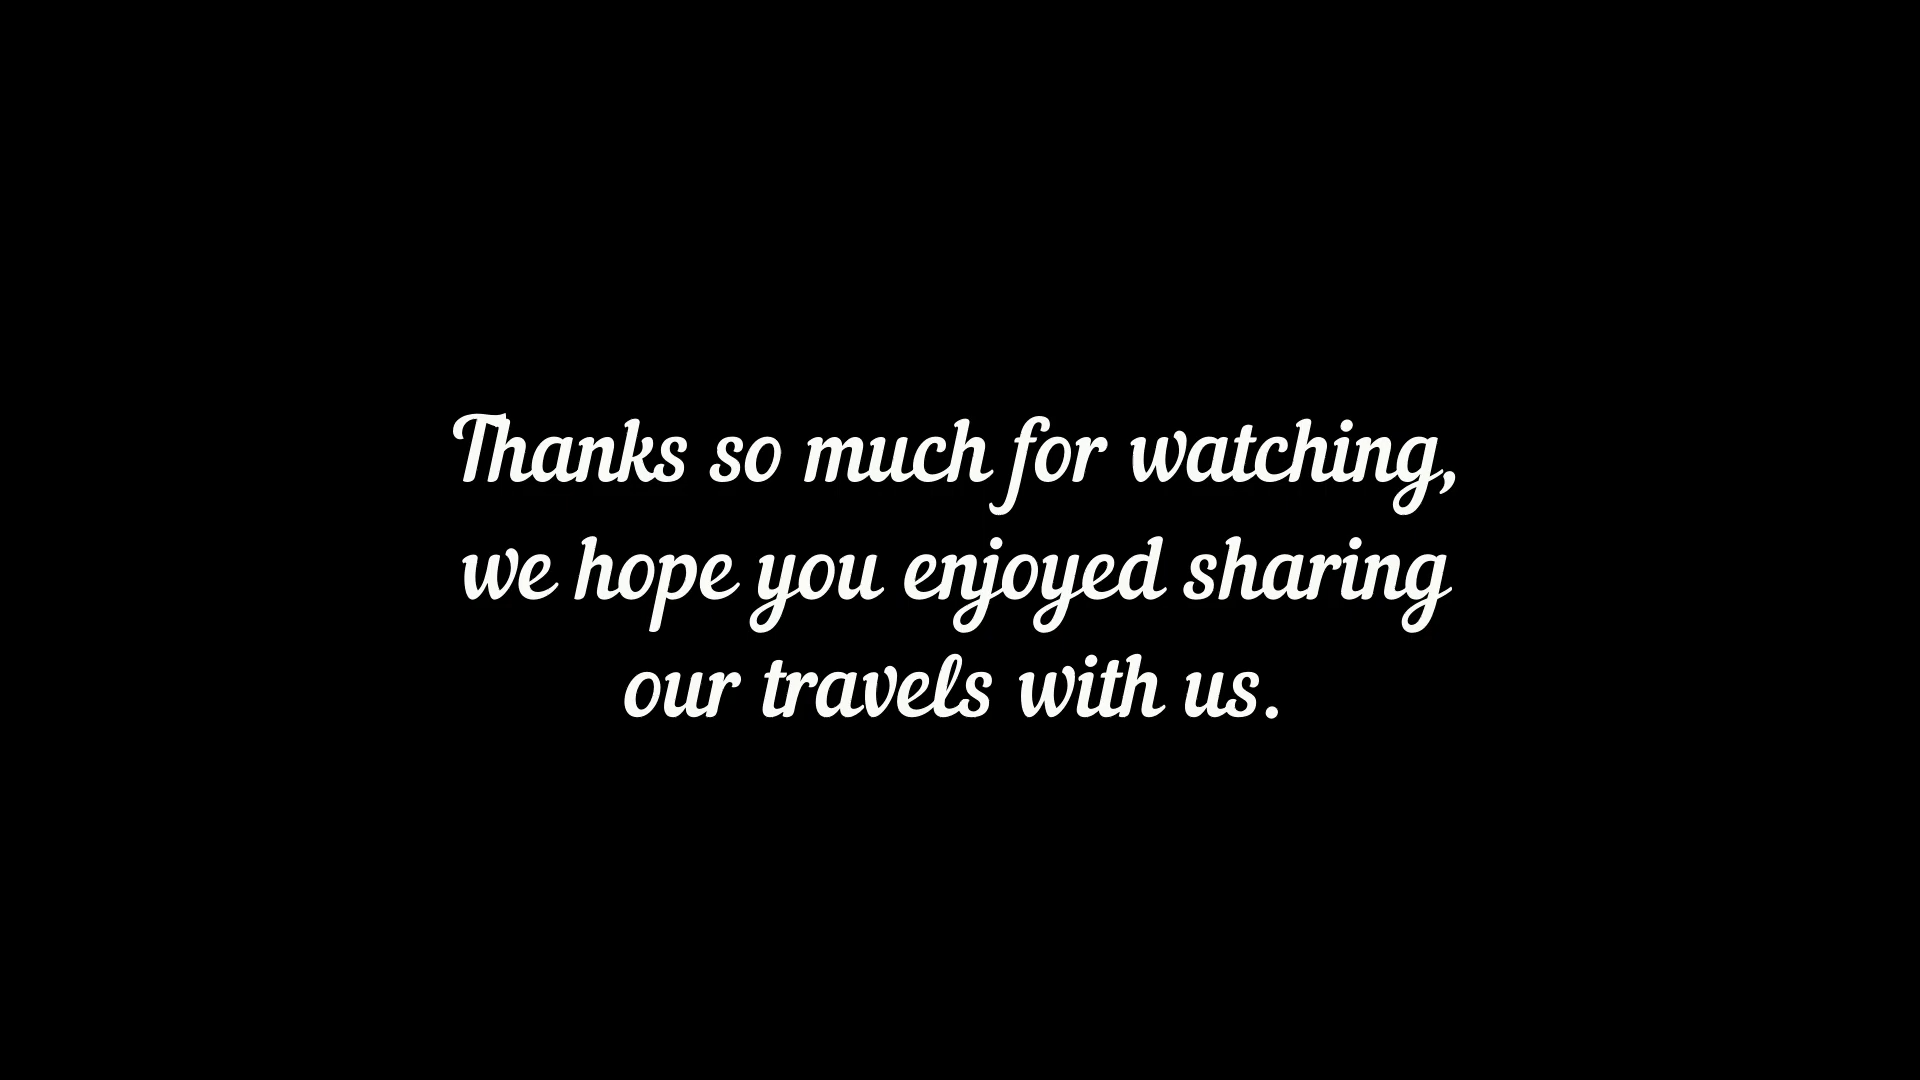 Thanks so much for watching,
we hope you enjoyed sharing
our travels with us.